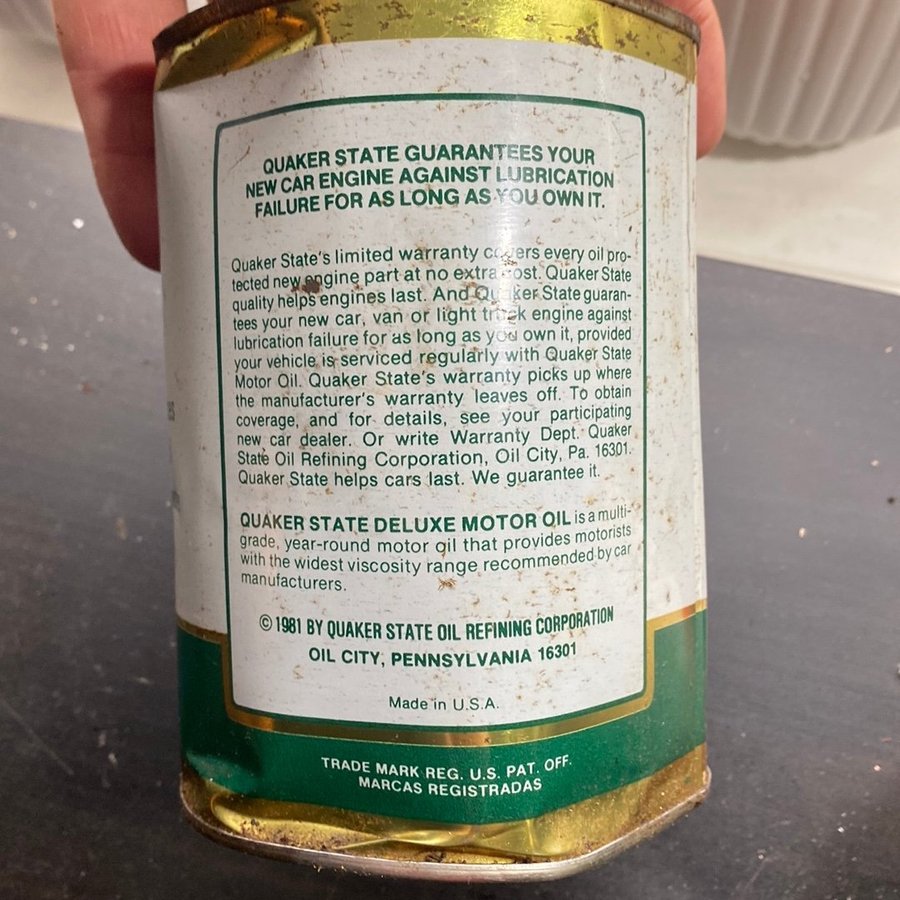 QUAKER STATE GUARANTEES YOUR
NEW CAR ENGINE AGAINST LUBRICATION
FAILURE FOR AS LONG AS YOU OWN IT.
Quaker State's limited warranty covers every oil pro-
tected new engine part at no extra cost. Quaker State
quality helps engines last. And Quaker State guaran-
tees your new car, van or light truck engine against
lubrication failure for as long as you own it, provided
your vehicle is serviced regularly with Quaker State
Motor Oil. Quaker State's warranty picks up where
the manufacturer's warranty leaves off. To obtain
coverage, and for details, see your participating
new car dealer. Or write Warranty Dept. Quaker
State Oil Refining Corporation, Oil City, Pa. 16301.
Quaker State helps cars last. We guarantee it.
QUAKER STATE DELUXE MOTOR OIL is a multi-
grade, year-round motor oil that provides motorists
with the widest viscosity range recommended by car
manufacturers.
© 1981 BY QUAKER STATE OIL REFINING CORPORATION
OIL CITY, PENNSYLVANIA 16301
Made in U.S.A.
TRADE MARK REG. U.S. PAT. OFF.
MARCAS REGISTRADAS